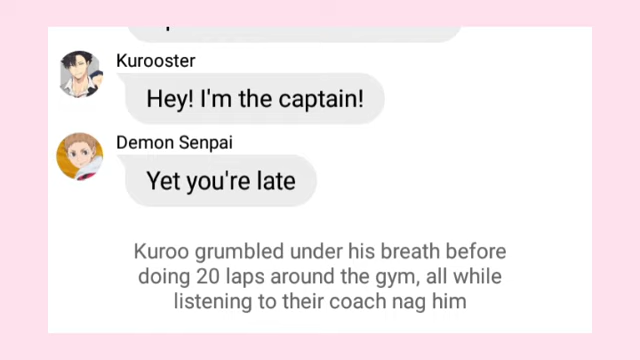 Kurooster
Hey! I'm the captain!
Demon Senpai
Yet you're late
Kuroo grumbled under his breath before
doing 20 laps around the gym, all while
listening to their coach nag him